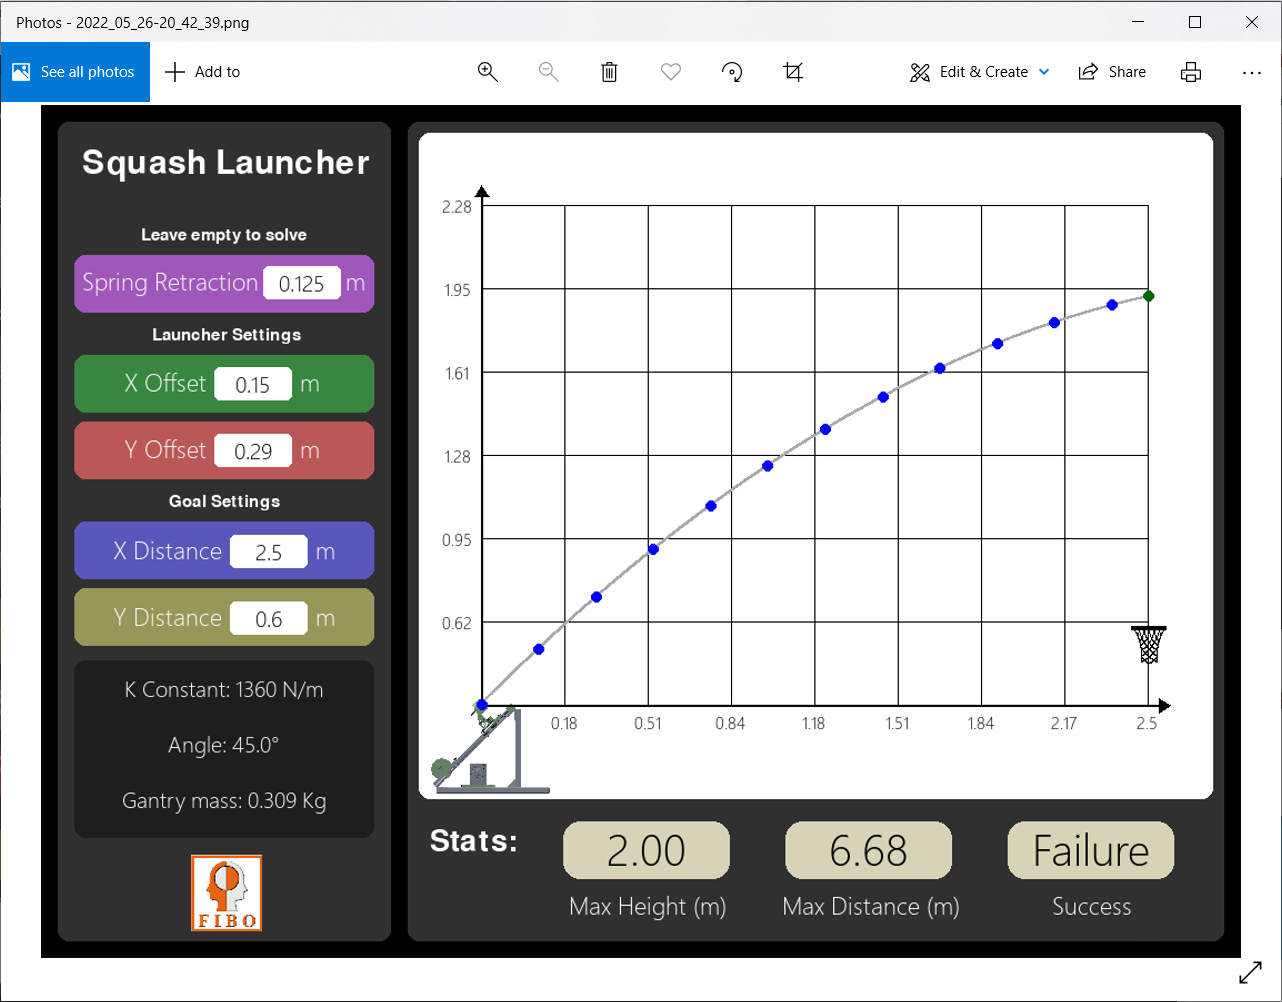 Photos - 2022_05_26-20_42_39.png
See all photos
Add to
Edit & Create
Share
Squash Launcher
Leave empty to solve
Spring Retraction 0.125 m
Launcher Settings
X Offset 0.15 m
Y Offset 0.29 m
Goal Settings
X Distance 2.5 m
Y Distance 0.6 m
K Constant: 1360 N/m
Angle: 45.0°
Gantry mass: 0.309 Kg
FIBO
2.28
1.95
1.61
1.28
0.95
0.62
0.18 0.51 0.84 1.18 1.51 1.84 2.17 2.5
Stats:
2.00 6.68 Failure
Max Height (m) Max Distance (m) Success